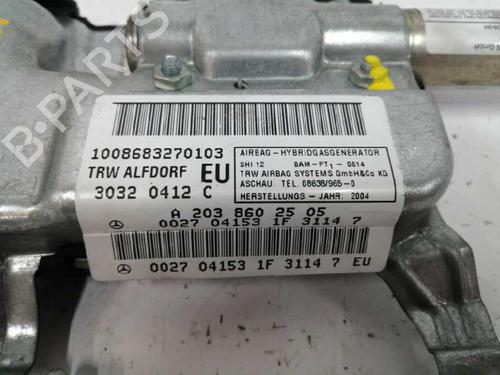 1008683270103
TRW ALFDORF EU
3032 0412 C
A 203 860 25 05
0027 04153 1F 3114 7
AIRBAG - HYBRIDGASGENERATOR
SHI 12 BAM-PT1 - 0614
TRW AIRBAG SYSTEMS GmbH&Co KG
ASCHAU. TEL. 08638/965-0
HERSTELLUNGS - JAHR: 2004
0027 04153 1F 3114 7 EU
B-PARTS